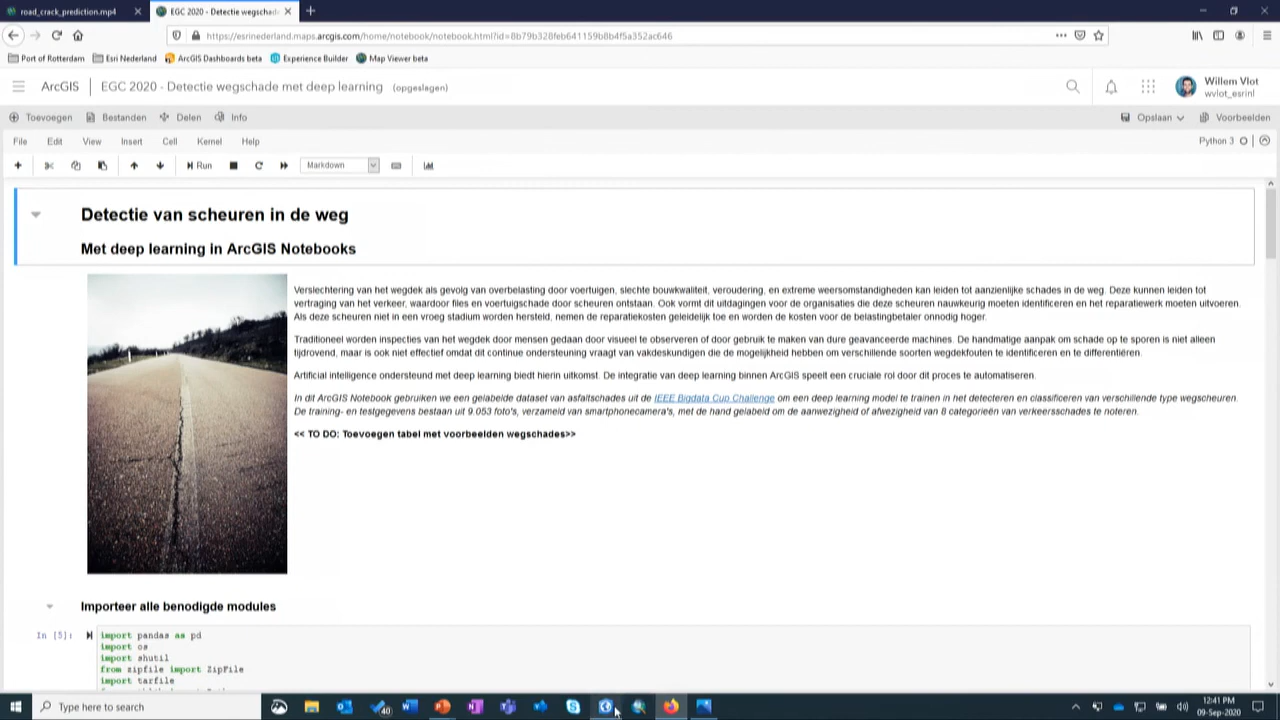 road_crack_prediction.mp4
EGC 2020 - Detectie wegschade
https://esrinederland.maps.arcgis.com/home/notebook/notebook.html?id=8b79b328feb641159b8b4f5a352ac646
Port of Rotterdam Esri Nederland ArcGIS Dashboards beta Experience Builder Map Viewer beta
ArcGIS EGC 2020 - Detectie wegschade met deep learning (opgeslagen)
Willem Vlot
wvlot_esrinl
Toevoegen Bestanden Delen Info Opslaan Voorbeelden
File Edit View Insert Cell Kernel Help Python 3
Run Markdown
Detectie van scheuren in de weg
Met deep learning in ArcGIS Notebooks
Verslechtering van het wegdek als gevolg van overbelasting door voertuigen, slechte bouwkwaliteit, veroudering, en extreme weersomstandigheden kan leiden tot aanzienlijke schades in de weg. Deze kunnen leiden tot
vertraging van het verkeer, waardoor files en voertuigschade door scheuren ontstaan. Ook vormt dit uitdagingen voor de organisaties die deze scheuren nauwkeurig moeten identificeren en het reparatiewerk moeten uitvoeren.
Als deze scheuren niet in een vroeg stadium worden hersteld, nemen de reparatiekosten geleidelijk toe en worden de kosten voor de belastingbetaler onnodig hoger.
Traditioneel worden inspecties van het wegdek door mensen gedaan door visueel te observeren of door gebruik te maken van dure geavanceerde machines. De handmatige aanpak om schade op te sporen is niet alleen
tijdrovend, maar is ook niet effectief omdat dit continue ondersteuning vraagt van vakdeskundigen die de mogelijkheid hebben om verschillende soorten wegdekfouten te identificeren en te differentiëren.
Artificial intelligence ondersteund met deep learning biedt hierin uitkomst. De integratie van deep learning binnen ArcGIS speelt een cruciale rol door dit proces te automatiseren.
In dit ArcGIS Notebook gebruiken we een gelabelde dataset van asfaltschades uit de IEEE Bigdata Cup Challenge om een deep learning model te trainen in het detecteren en classificeren van verschillende type wegscheuren.
De training- en testgegevens bestaan uit 9.053 foto's, verzameld van smartphonecamera's, met de hand gelabeld om de aanwezigheid of afwezigheid van 8 categorieën van verkeersschades te noteren.
<< TO DO: Toevoegen tabel met voorbeelden wegschades>>
Importeer alle benodigde modules
In [5]: import pandas as pd
import os
import shutil
from zipfile import ZipFile
import tarfile
Type here to search
40
12:41 PM
09-Sep-2020